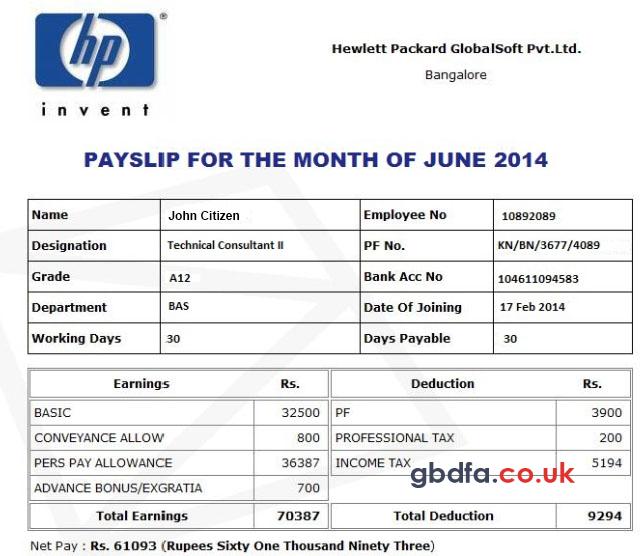 hp
®
invent
Hewlett Packard GlobalSoft Pvt.Ltd.
Bangalore
PAYSLIP FOR THE MONTH OF JUNE 2014
Name John Citizen Employee No 10892089
Designation Technical Consultant II PF No. KN/BN/3677/4089
Grade A12 Bank Acc No 104611094583
Department BAS Date Of Joining 17 Feb 2014
Working Days 30 Days Payable 30
Earnings Rs. Deduction Rs.
BASIC 32500 PF 3900
CONVEYANCE ALLOW 800 PROFESSIONAL TAX 200
PERS PAY ALLOWANCE 36387 INCOME TAX 5194
gbdfa.co.uk
ADVANCE BONUS/EXGRATIA 700
Total Earnings 70387 Total Deduction 9294
Net Pay : Rs. 61093 (Rupees Sixty One Thousand Ninety Three)